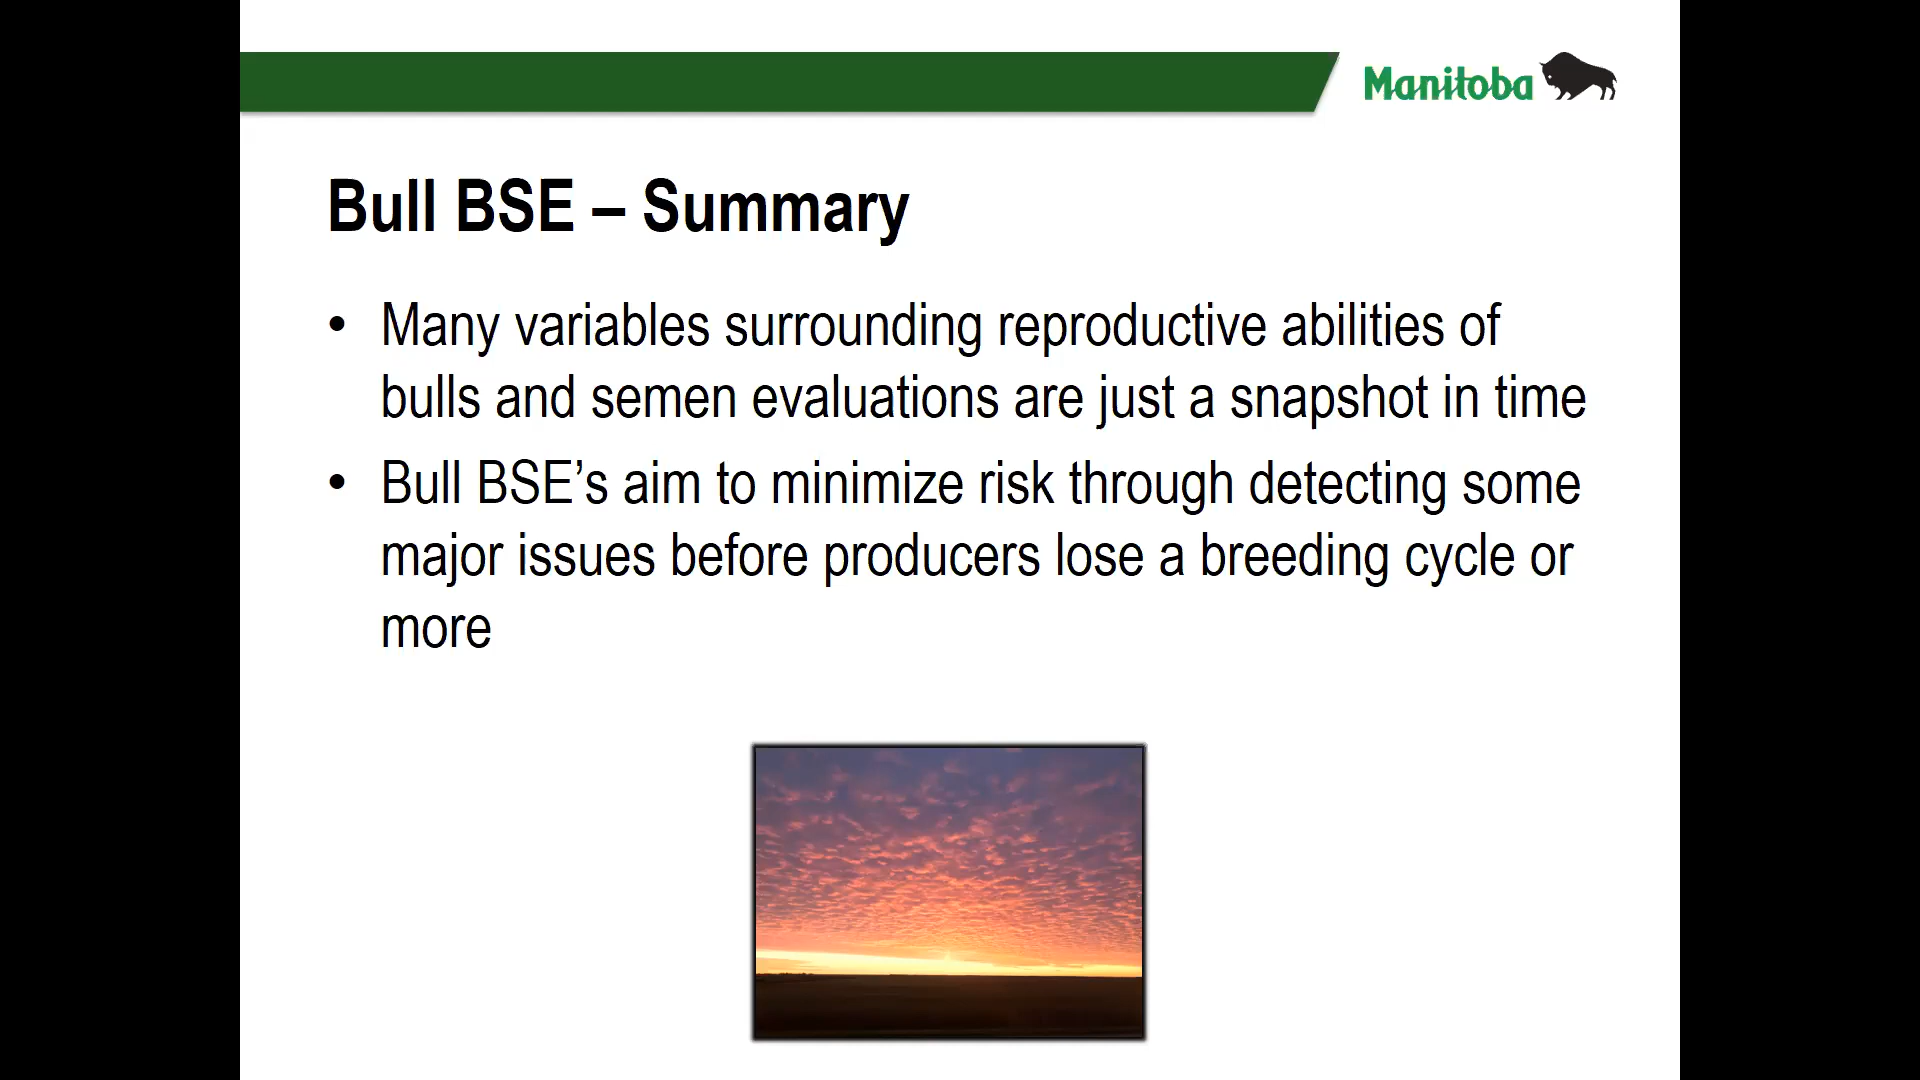 Manitoba
Bull BSE – Summary
• Many variables surrounding reproductive abilities of
bulls and semen evaluations are just a snapshot in time
• Bull BSE’s aim to minimize risk through detecting some
major issues before producers lose a breeding cycle or
more